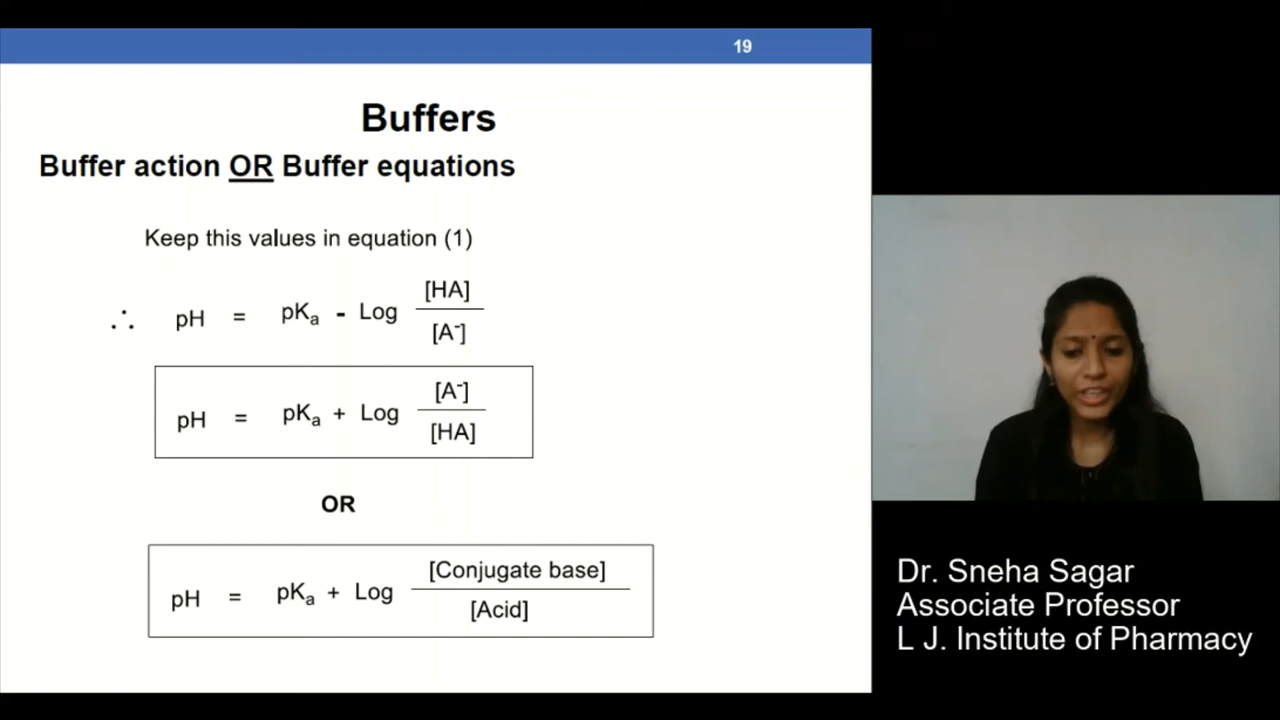 19
Buffers
Buffer action OR Buffer equations
Keep this values in equation (1)
∴ pH = pKₐ - Log [HA] / [A⁻]
pH = pKₐ + Log [A⁻] / [HA]
OR
pH = pKₐ + Log [Conjugate base] / [Acid]
Dr. Sneha Sagar
Associate Professor
L J. Institute of Pharmacy